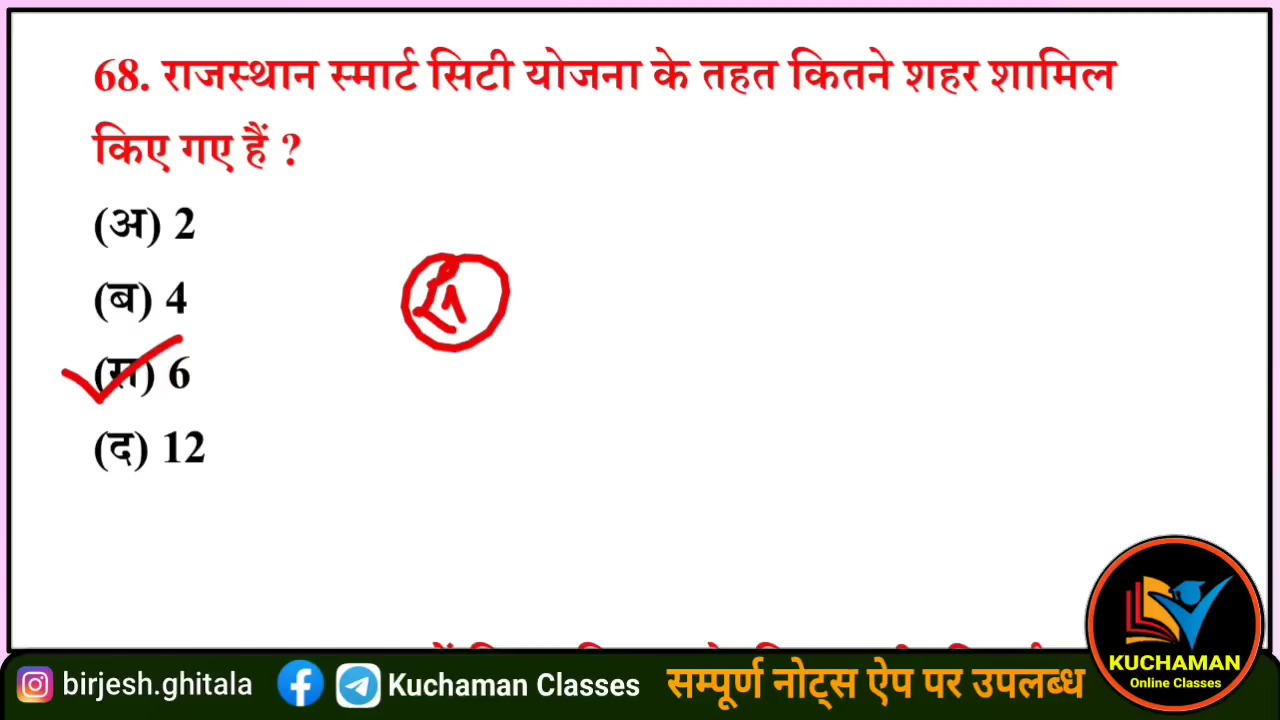 68. राजस्थान स्मार्ट सिटी योजना के तहत कितने शहर शामिल
किए गए हैं ?
(अ) 2
(ब) 4
(स) 6
(द) 12
KUCHAMAN
Online Classes
birjesh.ghitala
Kuchaman Classes
सम्पूर्ण नोट्स ऐप पर उपलब्ध